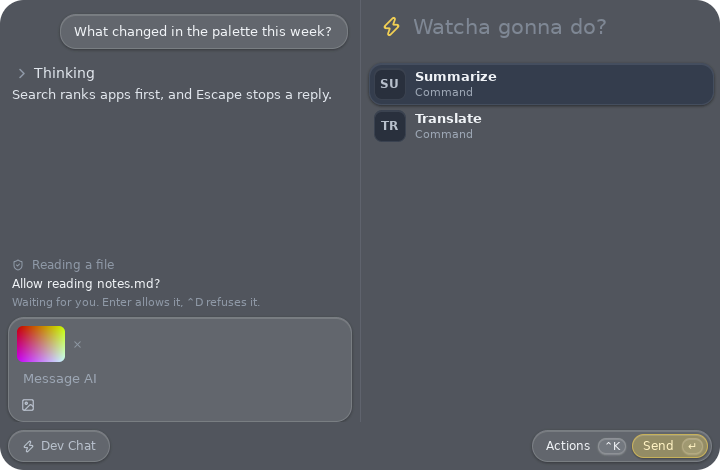 What changed in the palette this week?
Thinking
Search ranks apps first, and Escape stops a reply.
Reading a file
Allow reading notes.md?
Waiting for you. Enter allows it, ^D refuses it.
×
Message AI
Dev Chat
Watcha gonna do?
SU
Summarize
Command
TR
Translate
Command
Actions ^K Send ↵